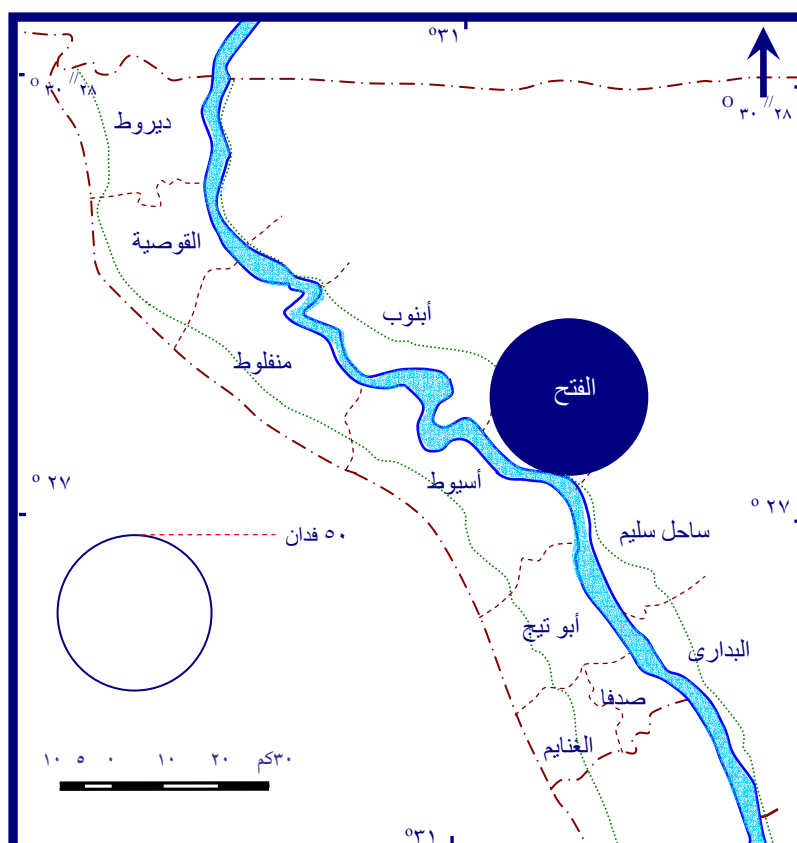 °٣١
° ٣٠ // ٢٨
° ٣٠ // ٢٨
ديروط
القوصية
أبنوب
منفلوط
الفتح
أسيوط
° ٢٧
° ٢٧
ساحل سليم
٥٠ فدان
أبو تيج
البدارى
صدفا
الغنايم
١٠ ٥ ٠ ١٠ ٢٠ ٣٠كم
°٣١